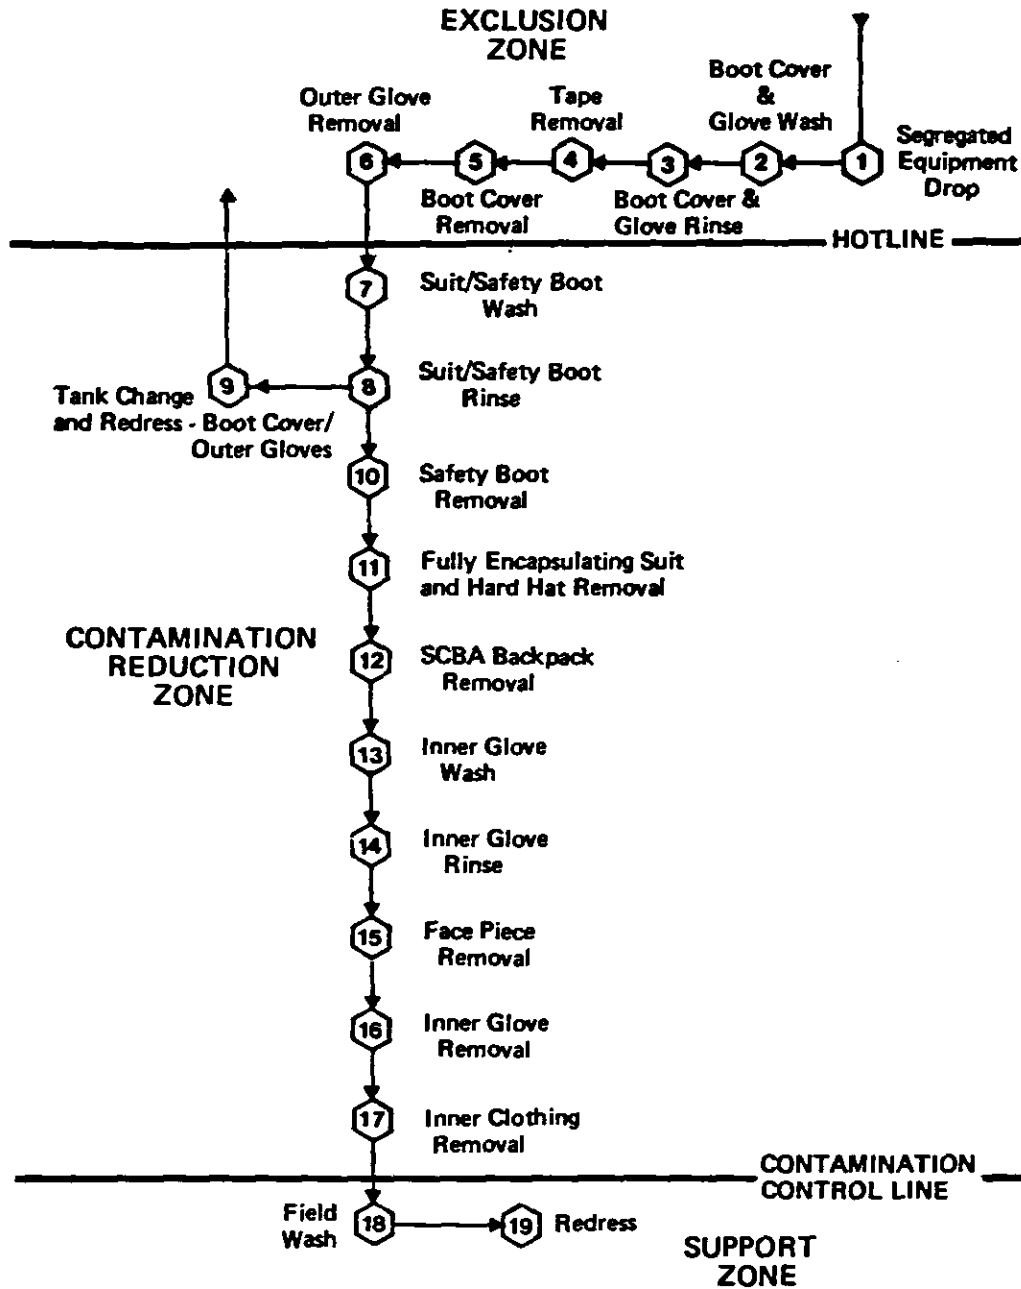 EXCLUSION
ZONE
Boot Cover
&
Glove Wash
Outer Glove
Removal
Tape
Removal
Segregated
Equipment
Drop
6
5
4
3
2
1
Boot Cover
Removal
Boot Cover &
Glove Rinse
HOTLINE
7
Suit/Safety Boot
Wash
9
8
Suit/Safety Boot
Rinse
Tank Change
and Redress - Boot Cover/
Outer Gloves
10
Safety Boot
Removal
11
Fully Encapsulating Suit
and Hard Hat Removal
CONTAMINATION
REDUCTION
ZONE
12
SCBA Backpack
Removal
13
Inner Glove
Wash
14
Inner Glove
Rinse
15
Face Piece
Removal
16
Inner Glove
Removal
17
Inner Clothing
Removal
CONTAMINATION
CONTROL LINE
Field
Wash
18
19
Redress
SUPPORT
ZONE